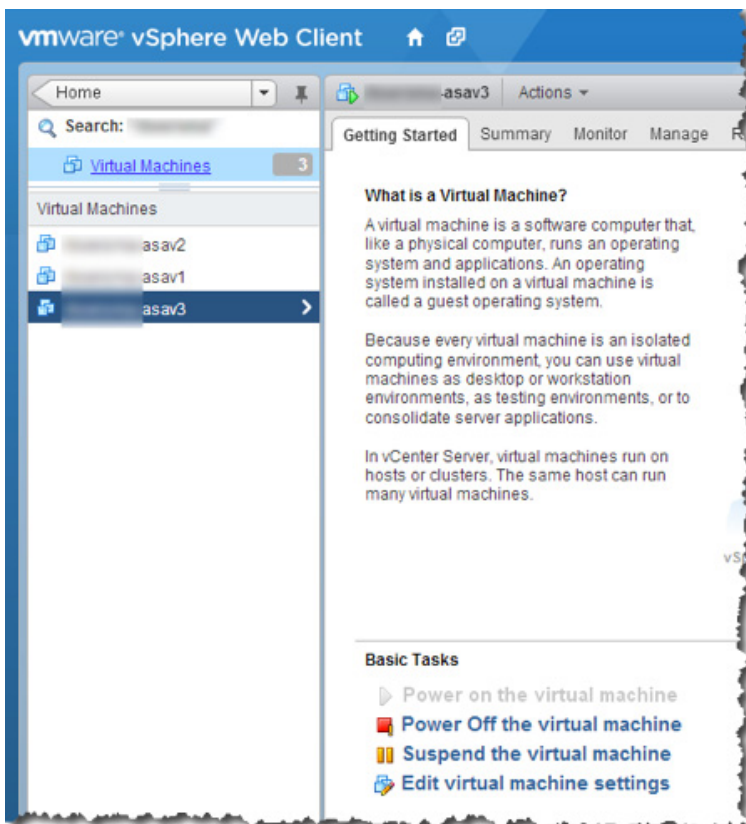 vmware® vSphere Web Client
Home
Search:
Virtual Machines 3
Virtual Machines
asav2
asav1
asav3
asav3 Actions
Getting Started Summary Monitor Manage
What is a Virtual Machine?
A virtual machine is a software computer that,
like a physical computer, runs an operating
system and applications. An operating
system installed on a virtual machine is
called a guest operating system.
Because every virtual machine is an isolated
computing environment, you can use virtual
machines as desktop or workstation
environments, as testing environments, or to
consolidate server applications.
In vCenter Server, virtual machines run on
hosts or clusters. The same host can run
many virtual machines.
Basic Tasks
Power on the virtual machine
Power Off the virtual machine
Suspend the virtual machine
Edit virtual machine settings